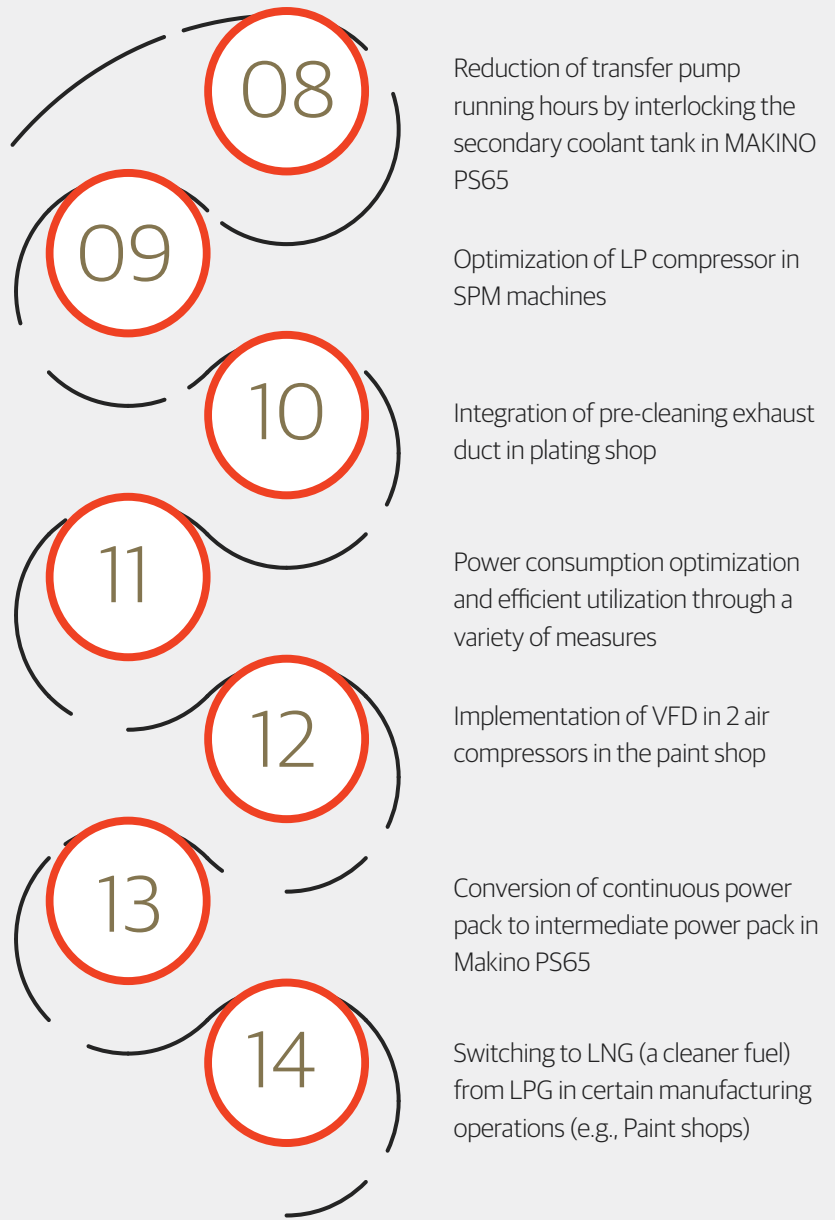 08
Reduction of transfer pump
running hours by interlocking the
secondary coolant tank in MAKINO
PS65
09
Optimization of LP compressor in
SPM machines
10
Integration of pre-cleaning exhaust
duct in plating shop
11
Power consumption optimization
and efficient utilization through a
variety of measures
12
Implementation of VFD in 2 air
compressors in the paint shop
13
Conversion of continuous power
pack to intermediate power pack in
Makino PS65
14
Switching to LNG (a cleaner fuel)
from LPG in certain manufacturing
operations (e.g., Paint shops)